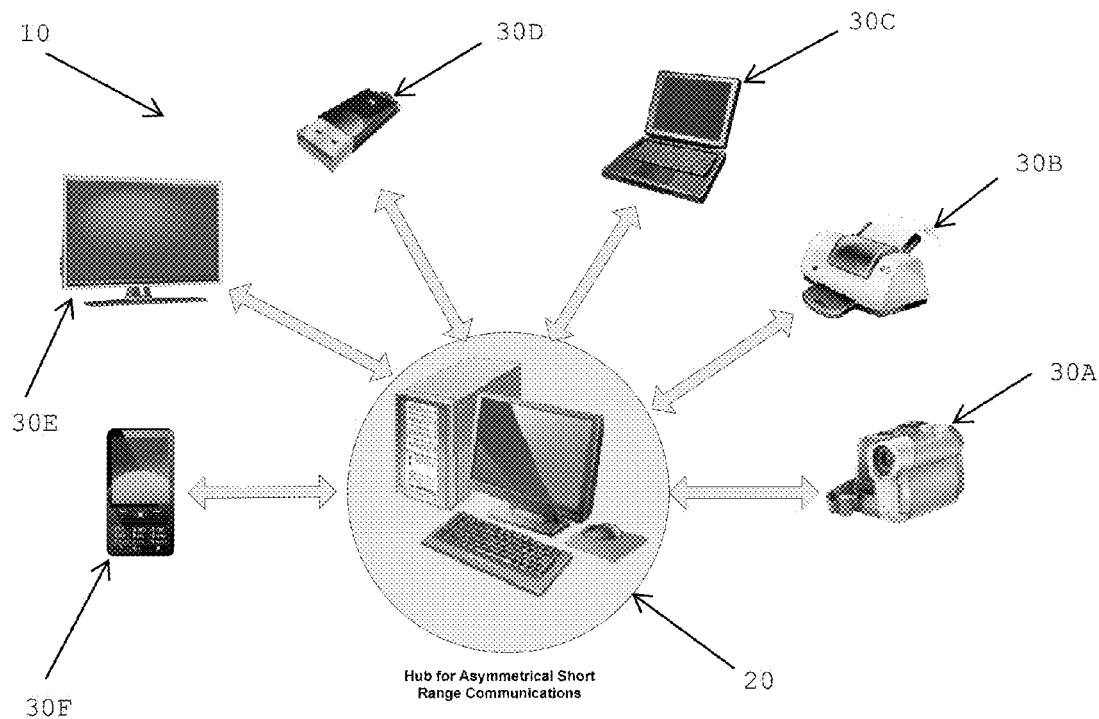 10
30D
30C
30B
30A
30E
30F
Hub for Asymmetrical Short
Range Communications
20